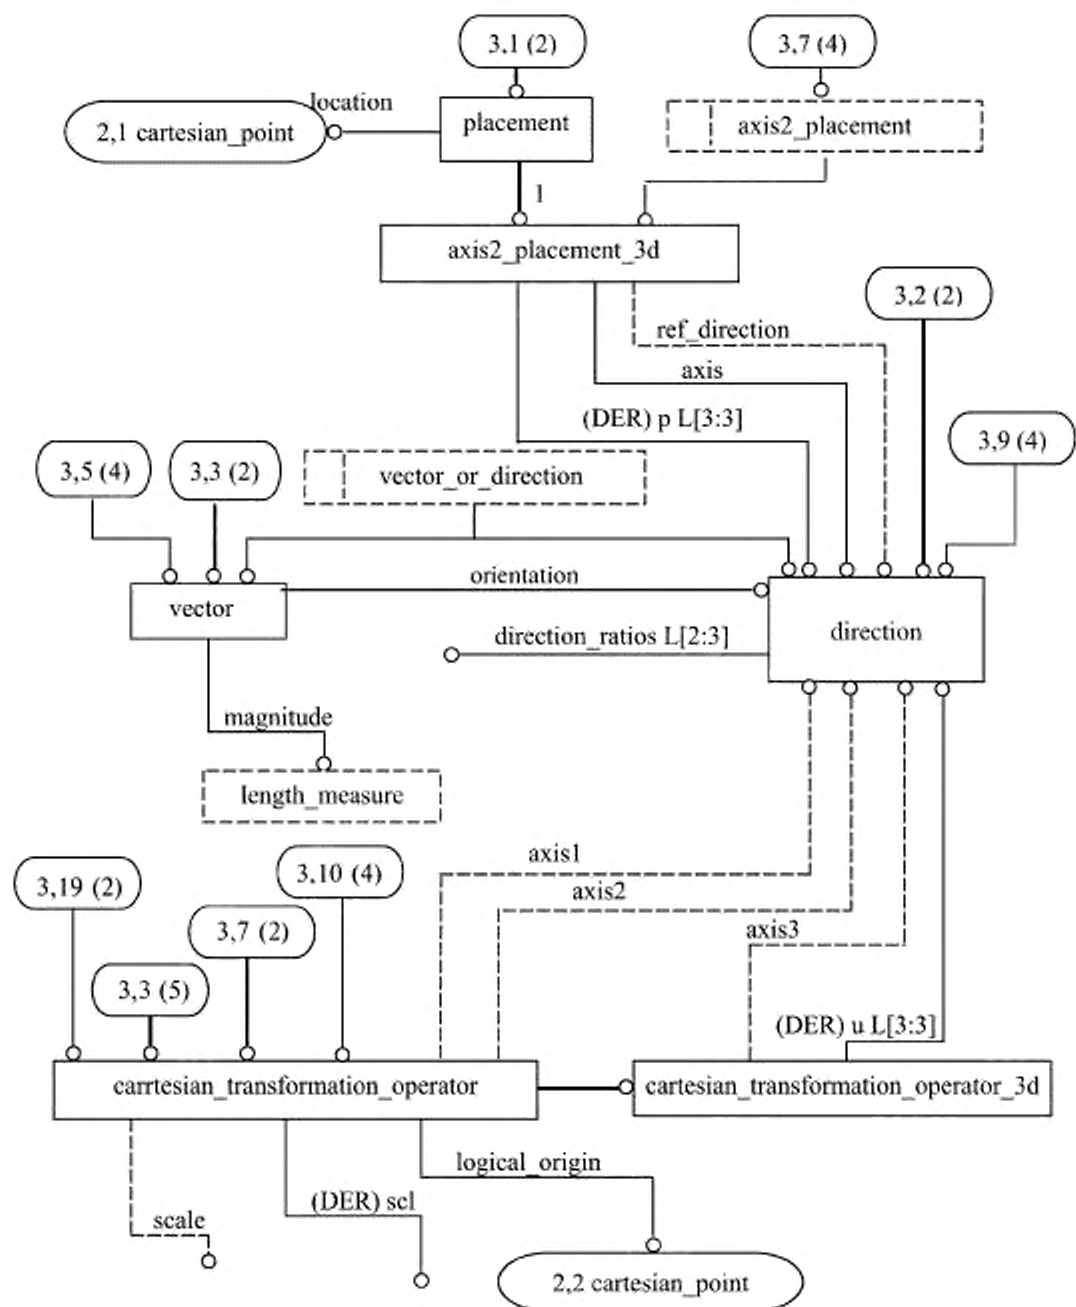 3,1 (2)
3,7 (4)
location
2,1 cartesian_point
placement
axis2_placement
1
axis2_placement_3d
3,2 (2)
ref_direction
axis
(DER) p L[3:3]
3,9 (4)
3,5 (4)
3,3 (2)
vector_or_direction
orientation
vector
direction_ratios L[2:3]
direction
magnitude
length_measure
axis1
3,19 (2)
3,10 (4)
axis2
3,7 (2)
axis3
3,3 (5)
(DER) u L[3:3]
carrtesian_transformation_operator
cartesian_transformation_operator_3d
logical_origin
(DER) scl
scale
2,2 cartesian_point